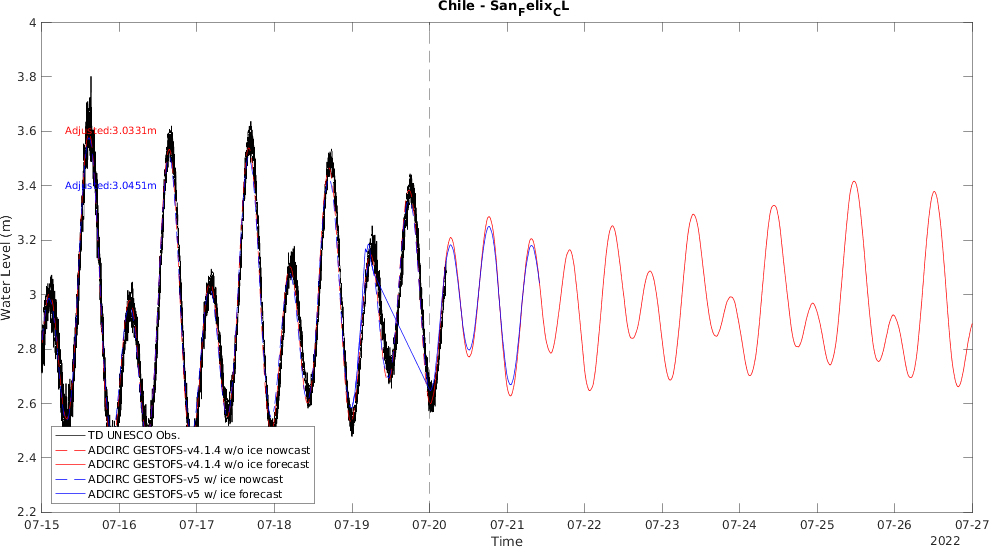 Chile - SanFelixCL
4
3.8
3.6
3.4
3.2
3
2.8
2.6
2.4
2.2
Water Level (m)
Adjusted:3.0331m
Adjusted:3.0451m
TD UNESCO Obs.
ADCIRC GESTOFS-v4.1.4 w/o ice nowcast
ADCIRC GESTOFS-v4.1.4 w/o ice forecast
ADCIRC GESTOFS-v5 w/ ice nowcast
ADCIRC GESTOFS-v5 w/ ice forecast
07-15 07-16 07-17 07-18 07-19 07-20 07-21 07-22 07-23 07-24 07-25 07-26 07-27
Time
2022